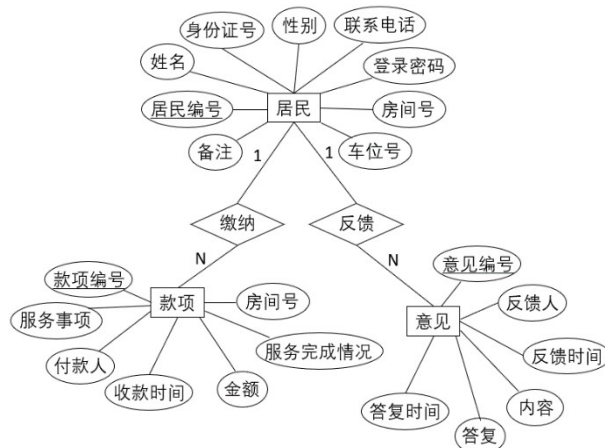 身份证号
性别
联系电话
姓名
登录密码
居民编号
居民
房间号
备注
1
1
车位号
缴纳
反馈
N
N
款项编号
意见编号
款项
房间号
反馈人
服务事项
意见
服务完成情况
反馈时间
付款人
收款时间
金额
内容
答复时间
答复